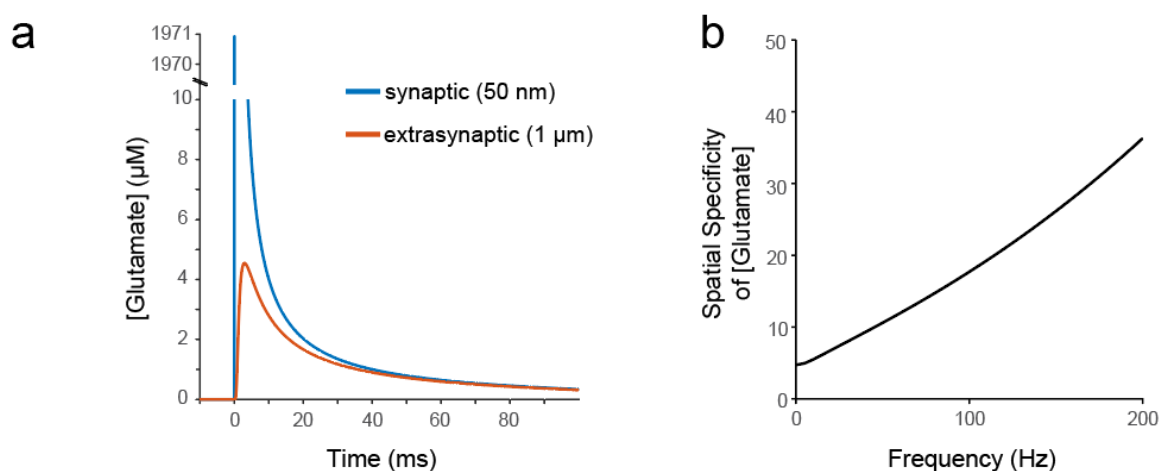 a
1971
1970
10
8
6
4
2
0
[Glutamate] (µM)
synaptic (50 nm)
extrasynaptic (1 µm)
0
20
40
60
80
Time (ms)
b
50
40
30
20
10
0
Spatial Specificity
of [Glutamate]
0
100
200
Frequency (Hz)